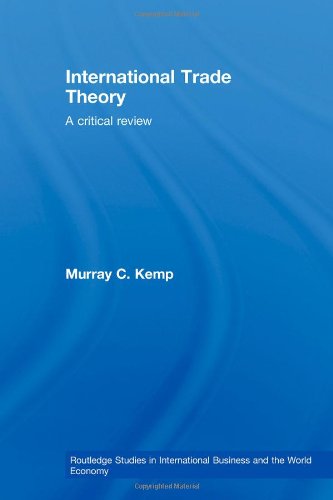 International Trade
Theory
A critical review
Murray C. Kemp
Routledge Studies in International Business and the World
Economy